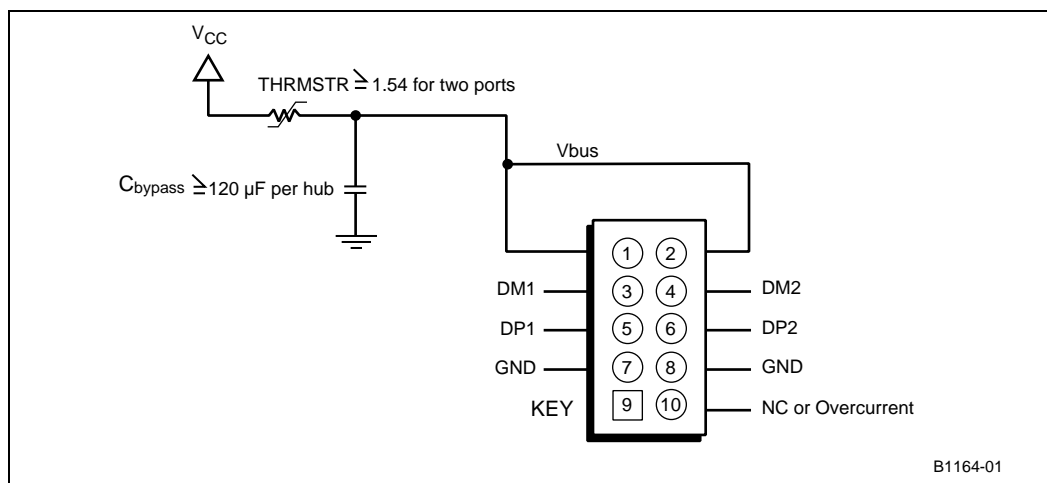 VCC
THRMSTR ≥ 1.54 for two ports
Vbus
Cbypass ≥ 120 µF per hub
1 2
DM1 3 4 DM2
DP1 5 6 DP2
GND 7 8 GND
KEY 9 10 NC or Overcurrent
B1164-01